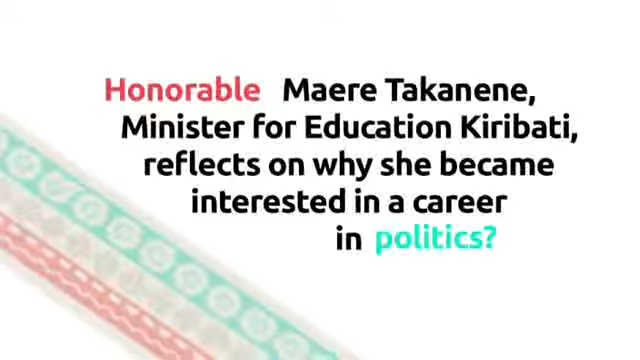 Honorable Maere Takanene,
Minister for Education Kiribati,
reflects on why she became
interested in a career
in politics?